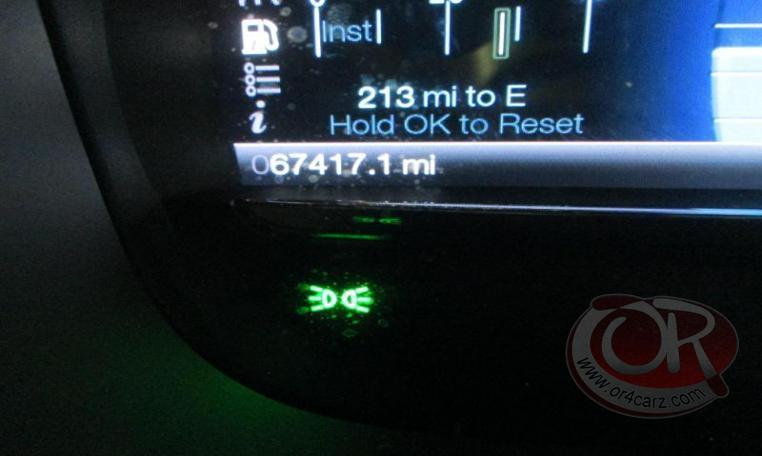 Inst
213 mi to E
Hold OK to Reset
067417.1 mi
OR
www.or4carz.com